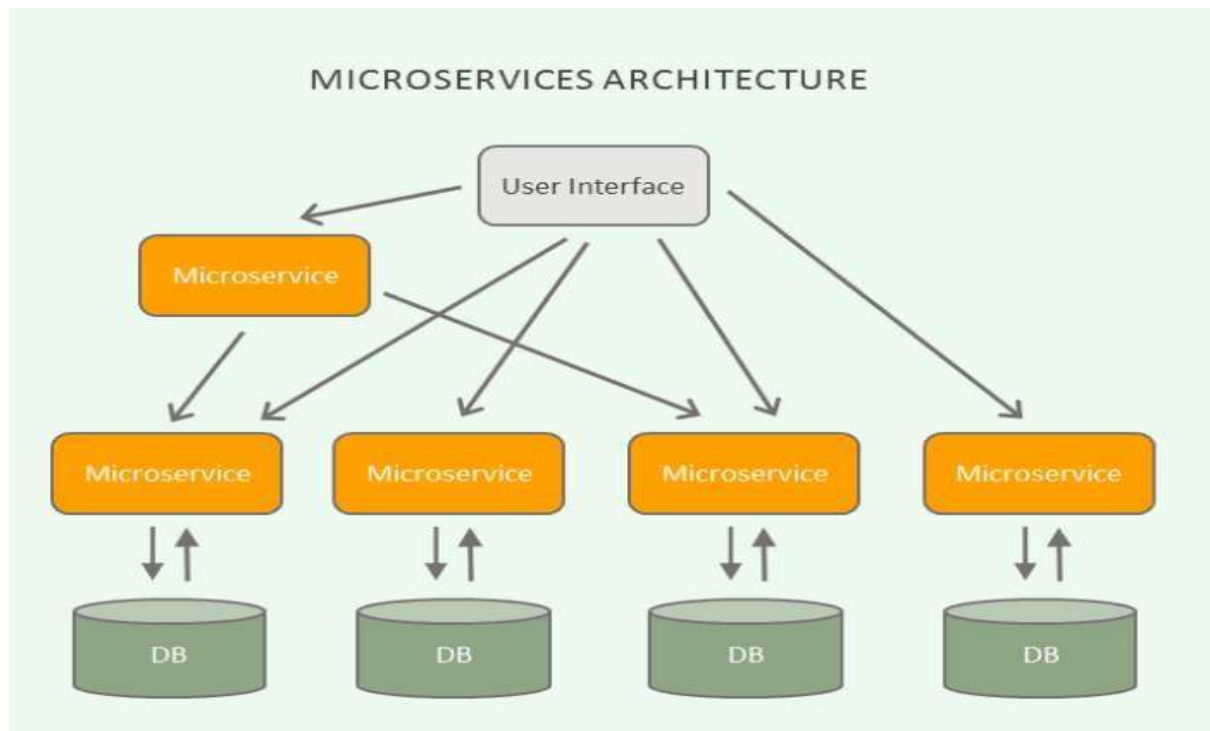 MICROSERVICES ARCHITECTURE
User Interface
Microservice
Microservice
Microservice
Microservice
Microservice
DB
DB
DB
DB